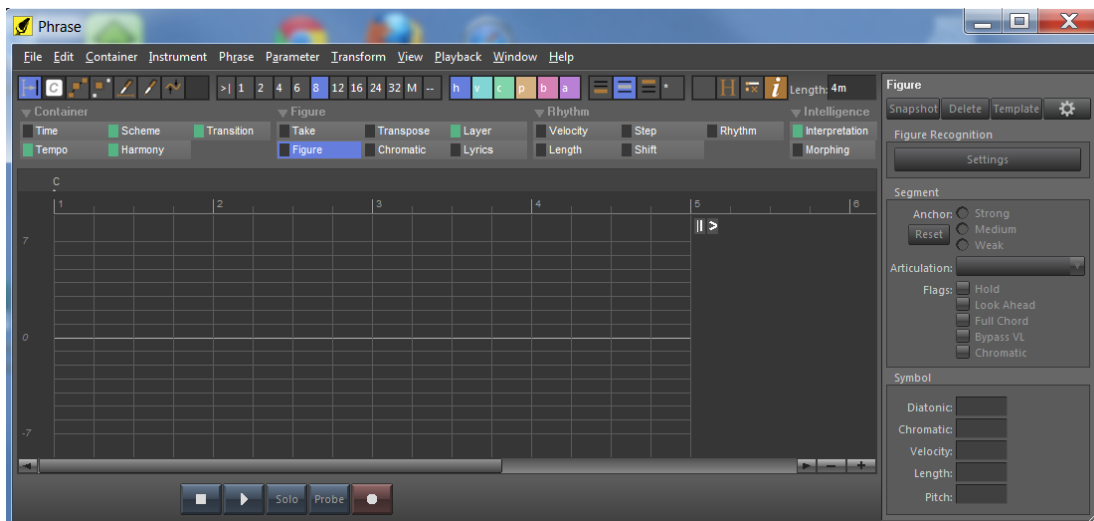 Phrase
File Edit Container Instrument Phrase Parameter Transform View Playback Window Help
C >| 1 2 4 6 8 12 16 24 32 M -- h v c p b a * H i Length: 4m
Container Figure Rhythm Intelligence
Time Scheme Transition Take Transpose Layer Velocity Step Rhythm Interpretation
Tempo Harmony Figure Chromatic Lyrics Length Shift Morphing
C
1 2 3 4 5 6
7
0
-7
Solo Probe
Figure
Snapshot Delete Template
Figure Recognition
Settings
Segment
Anchor: Strong
Reset Medium
Weak
Articulation:
Flags: Hold
Look Ahead
Full Chord
Bypass VL
Chromatic
Symbol
Diatonic:
Chromatic:
Velocity:
Length:
Pitch: